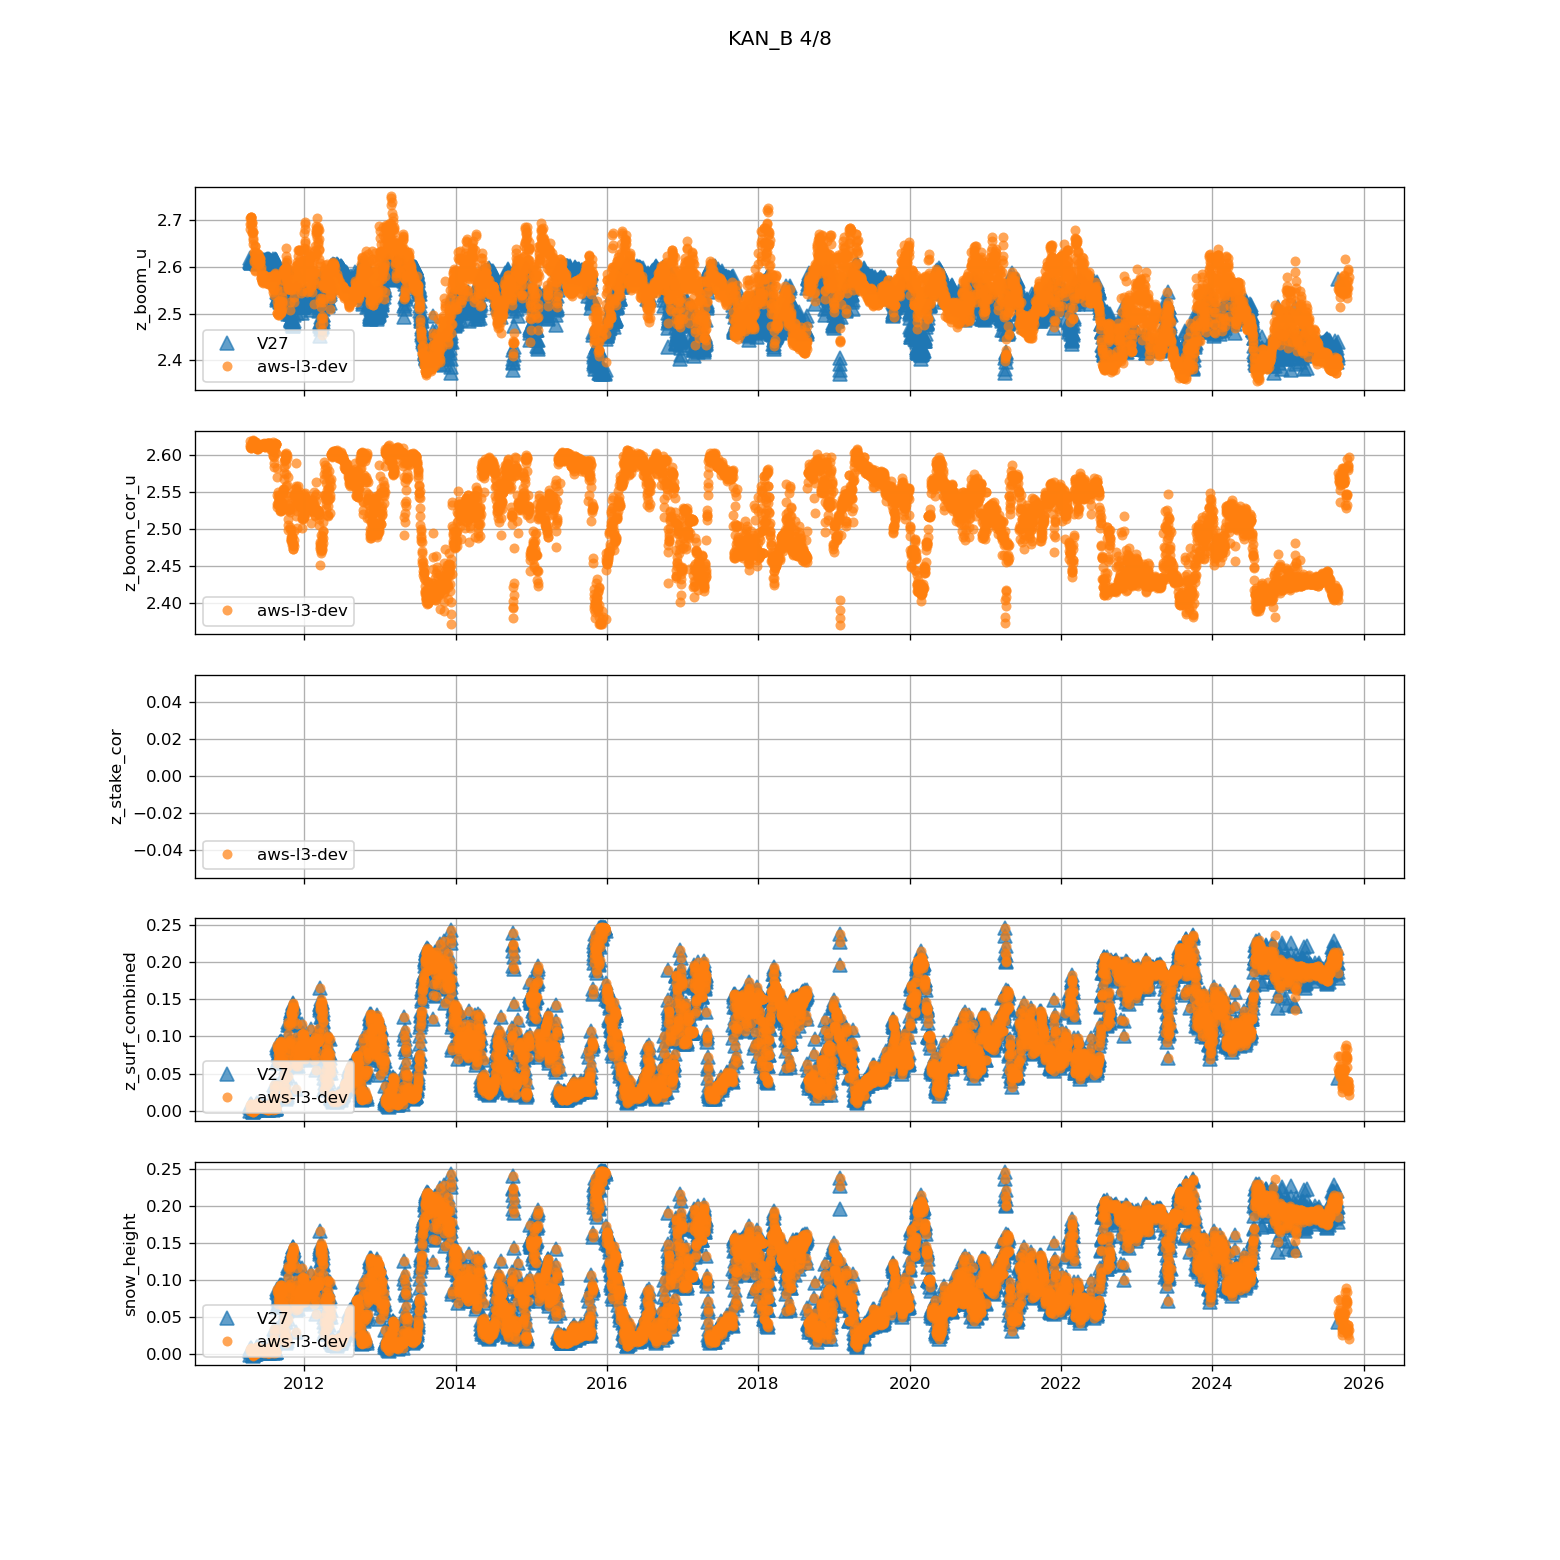 KAN_B 4/8
z_boom_u
2.7
2.6
2.5
2.4
V27
aws-l3-dev
z_boom_cor_u
2.60
2.55
2.50
2.45
2.40
aws-l3-dev
z_stake_cor
0.04
0.02
0.00
−0.02
−0.04
aws-l3-dev
z_surf_combined
0.25
0.20
0.15
0.10
0.05
0.00
V27
aws-l3-dev
snow_height
0.25
0.20
0.15
0.10
0.05
0.00
V27
aws-l3-dev
2012 2014 2016 2018 2020 2022 2024 2026